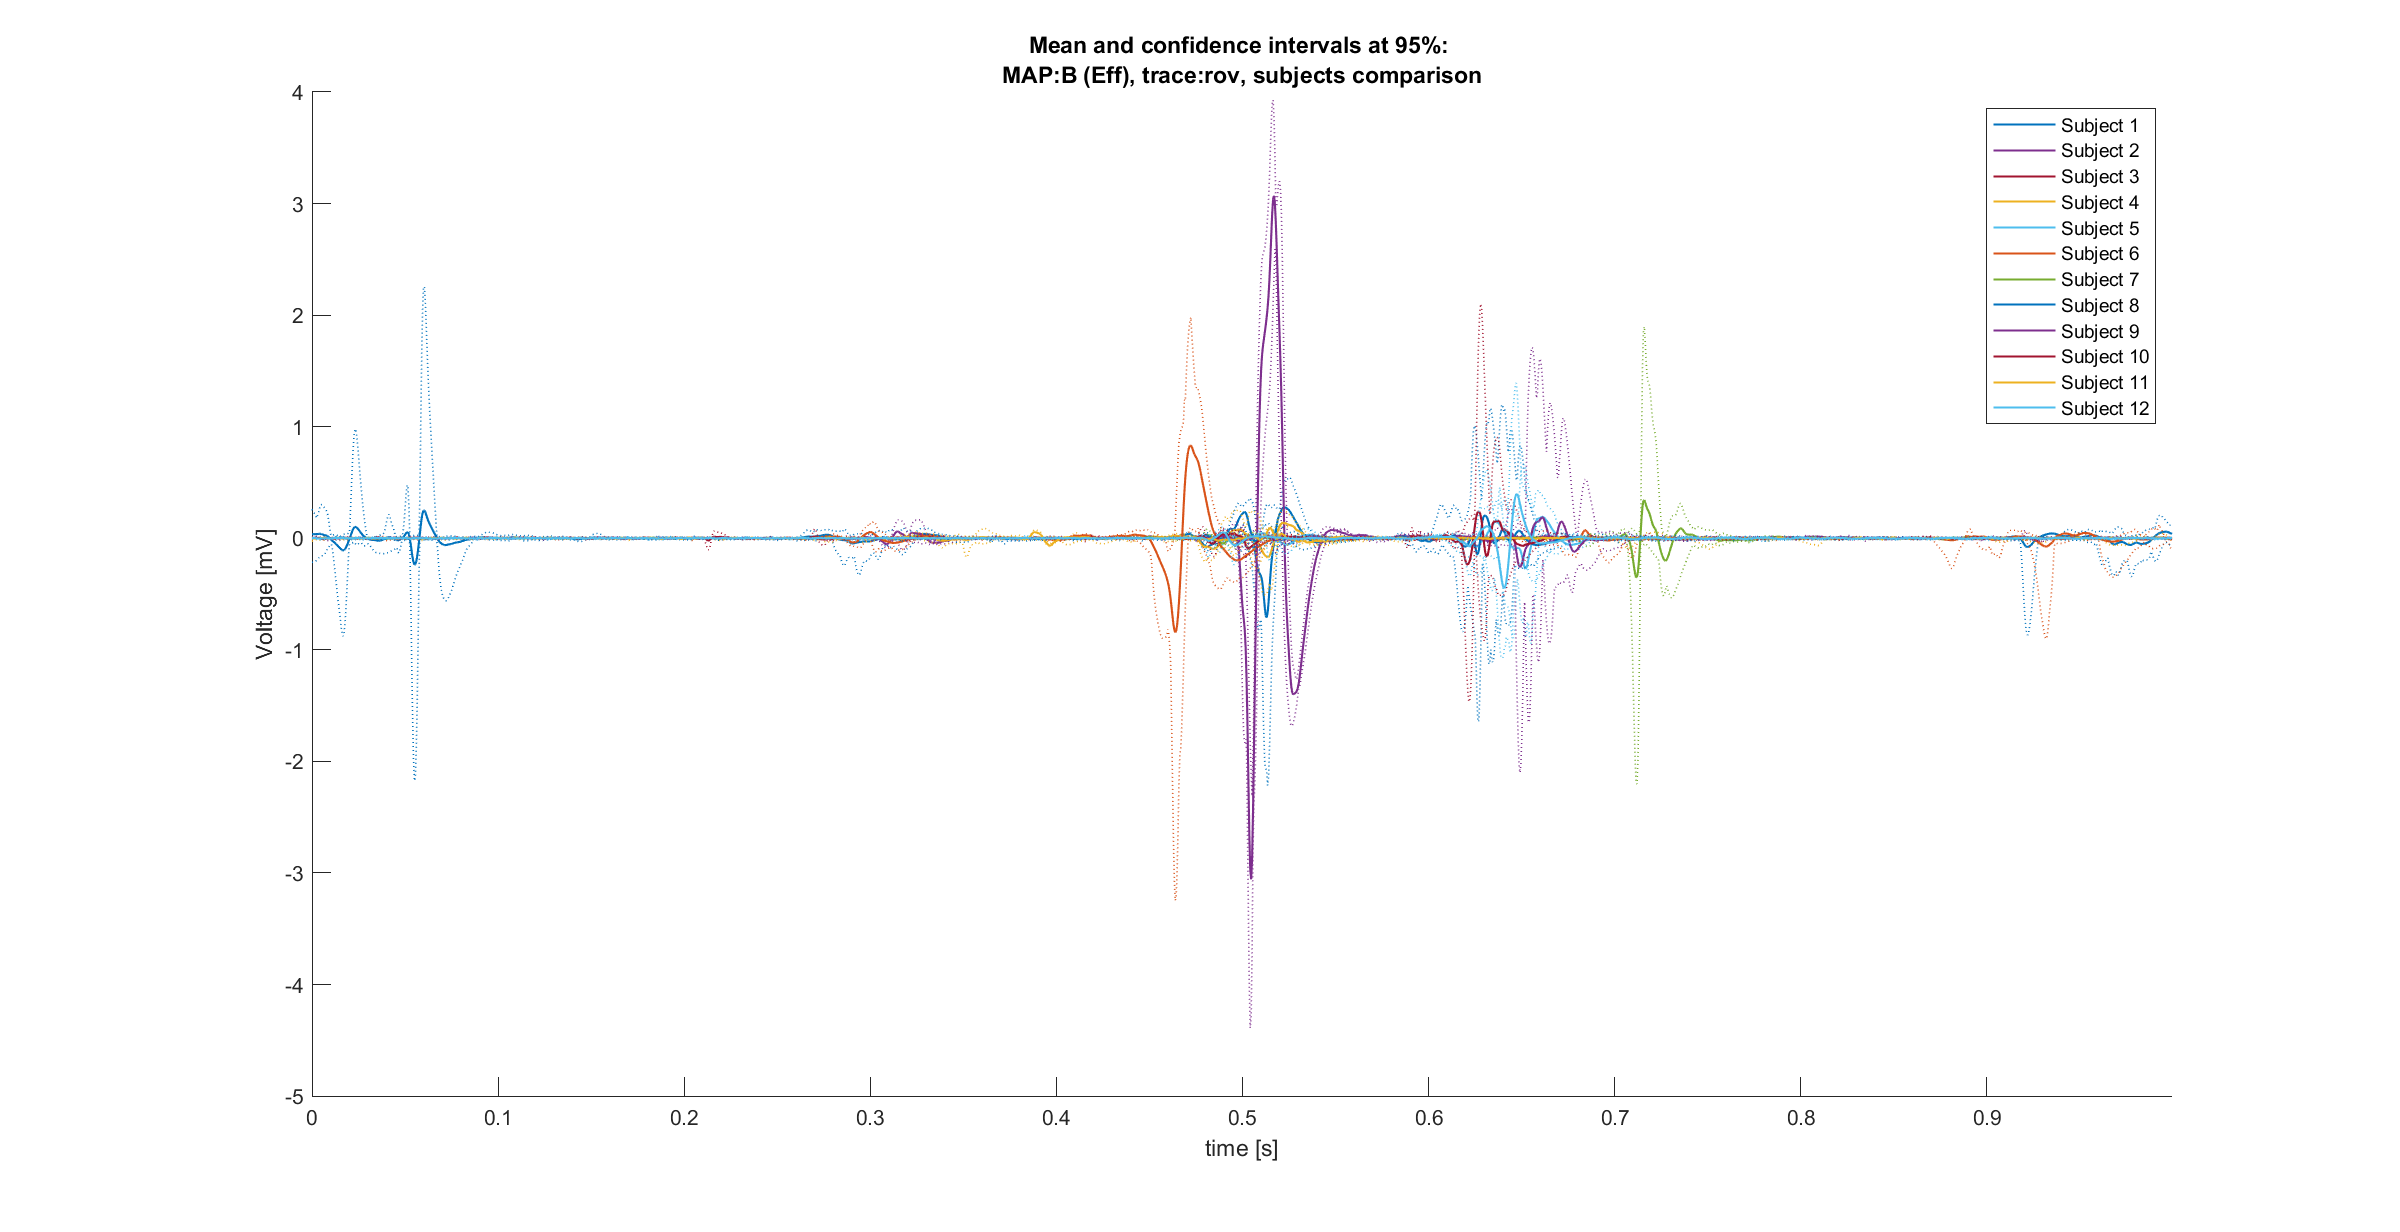 Mean and confidence intervals at 95%:
MAP:B (Eff), trace:rov, subjects comparison
4
3
2
1
0
-1
-2
-3
-4
-5
Voltage [mV]
0
0.1
0.2
0.3
0.4
0.5
0.6
0.7
0.8
0.9
time [s]
Subject 1
Subject 2
Subject 3
Subject 4
Subject 5
Subject 6
Subject 7
Subject 8
Subject 9
Subject 10
Subject 11
Subject 12